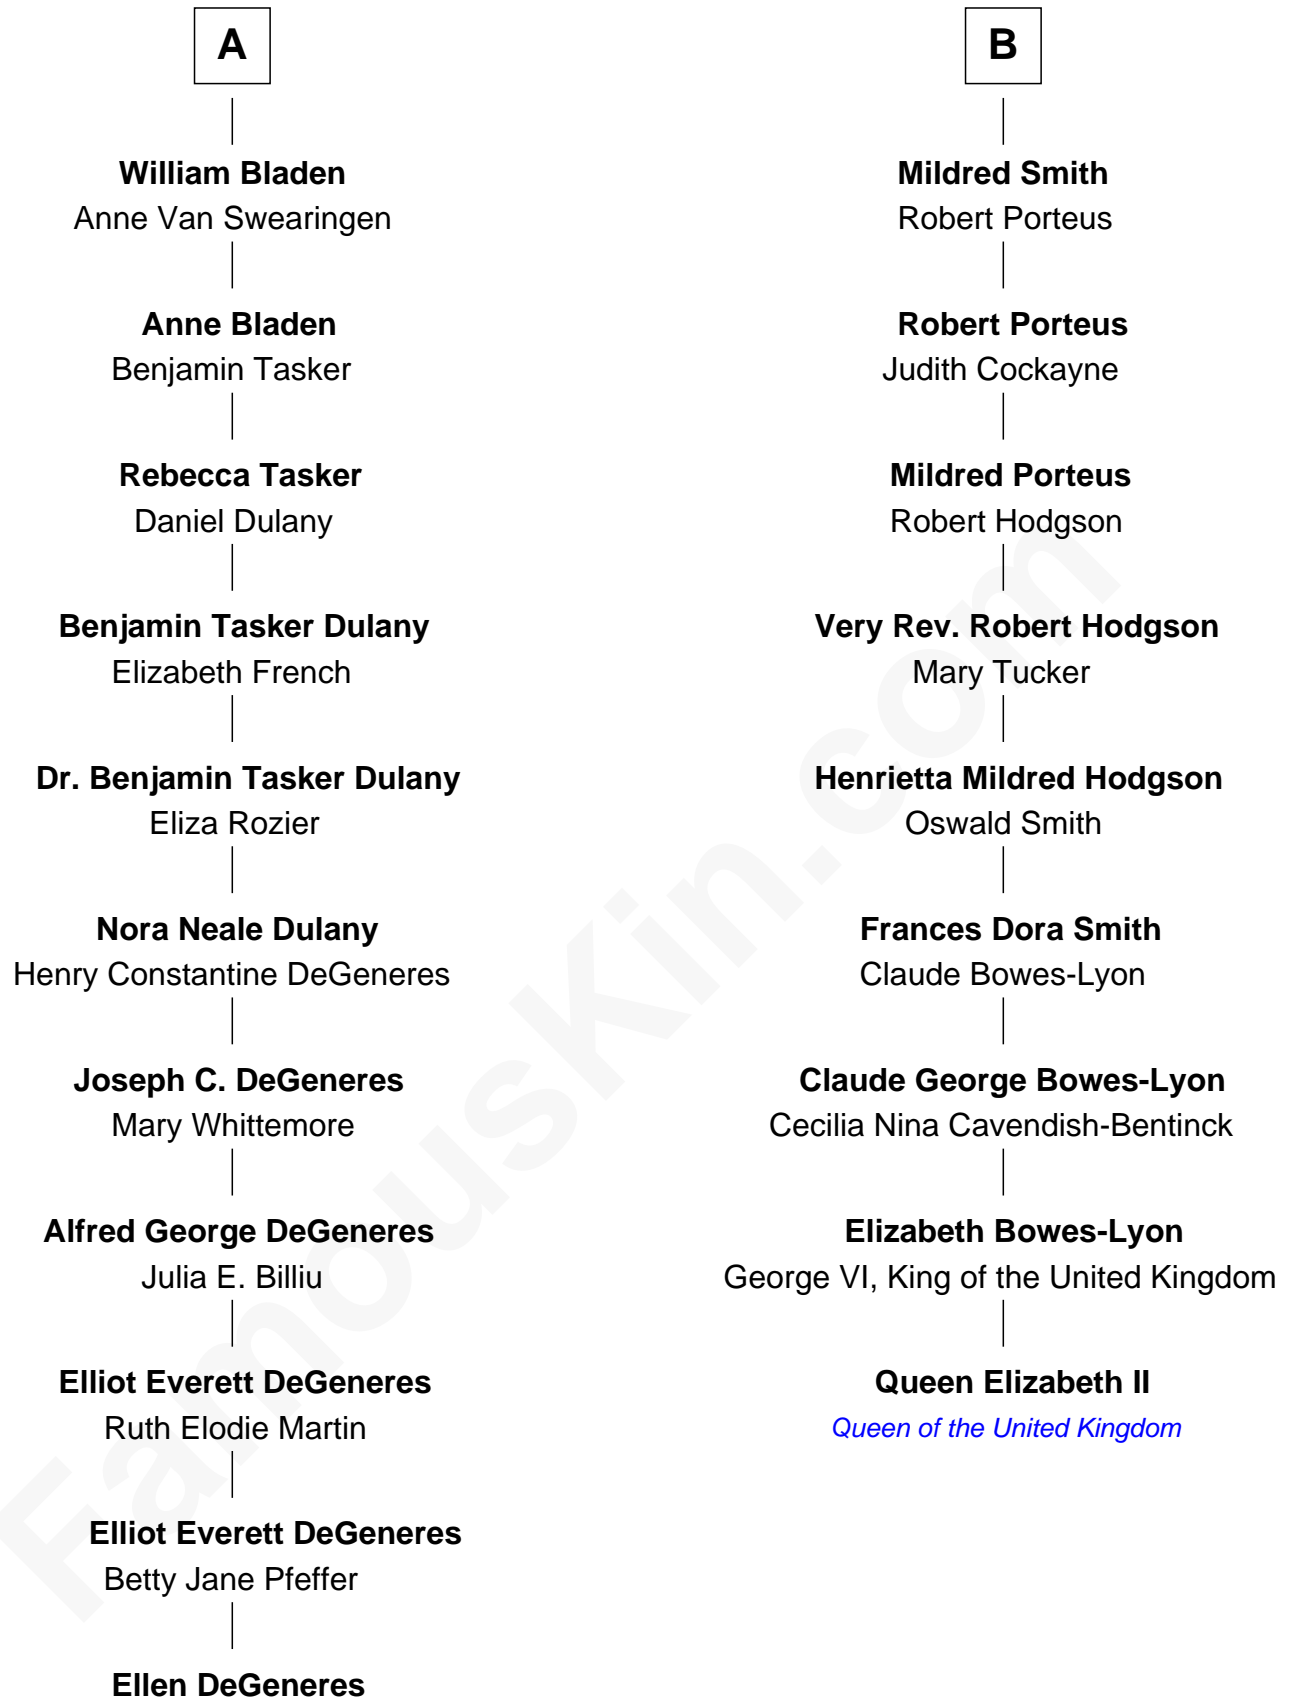 A
William Bladen
Anne Van Swearingen
Anne Bladen
Benjamin Tasker
Rebecca Tasker
Daniel Dulany
Benjamin Tasker Dulany
Elizabeth French
Dr. Benjamin Tasker Dulany
Eliza Rozier
Nora Neale Dulany
Henry Constantine DeGeneres
Joseph C. DeGeneres
Mary Whittemore
Alfred George DeGeneres
Julia E. Billiu
Elliot Everett DeGeneres
Ruth Elodie Martin
Elliot Everett DeGeneres
Betty Jane Pfeffer
Ellen DeGeneres
B
Mildred Smith
Robert Porteus
Robert Porteus
Judith Cockayne
Mildred Porteus
Robert Hodgson
Very Rev. Robert Hodgson
Mary Tucker
Henrietta Mildred Hodgson
Oswald Smith
Frances Dora Smith
Claude Bowes-Lyon
Claude George Bowes-Lyon
Cecilia Nina Cavendish-Bentinck
Elizabeth Bowes-Lyon
George VI, King of the United Kingdom
Queen Elizabeth II
Queen of the United Kingdom
FamousKin.com